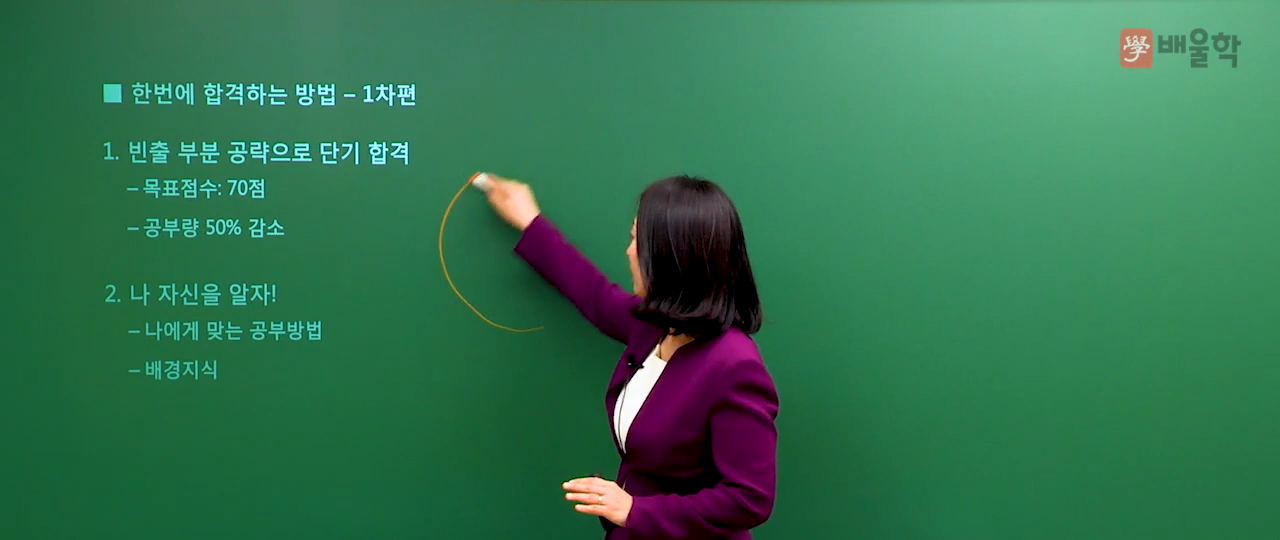 學 배울학
■ 한번에 합격하는 방법 – 1차편
1. 빈출 부분 공략으로 단기 합격
– 목표점수: 70점
– 공부량 50% 감소
2. 나 자신을 알자!
– 나에게 맞는 공부방법
– 배경지식